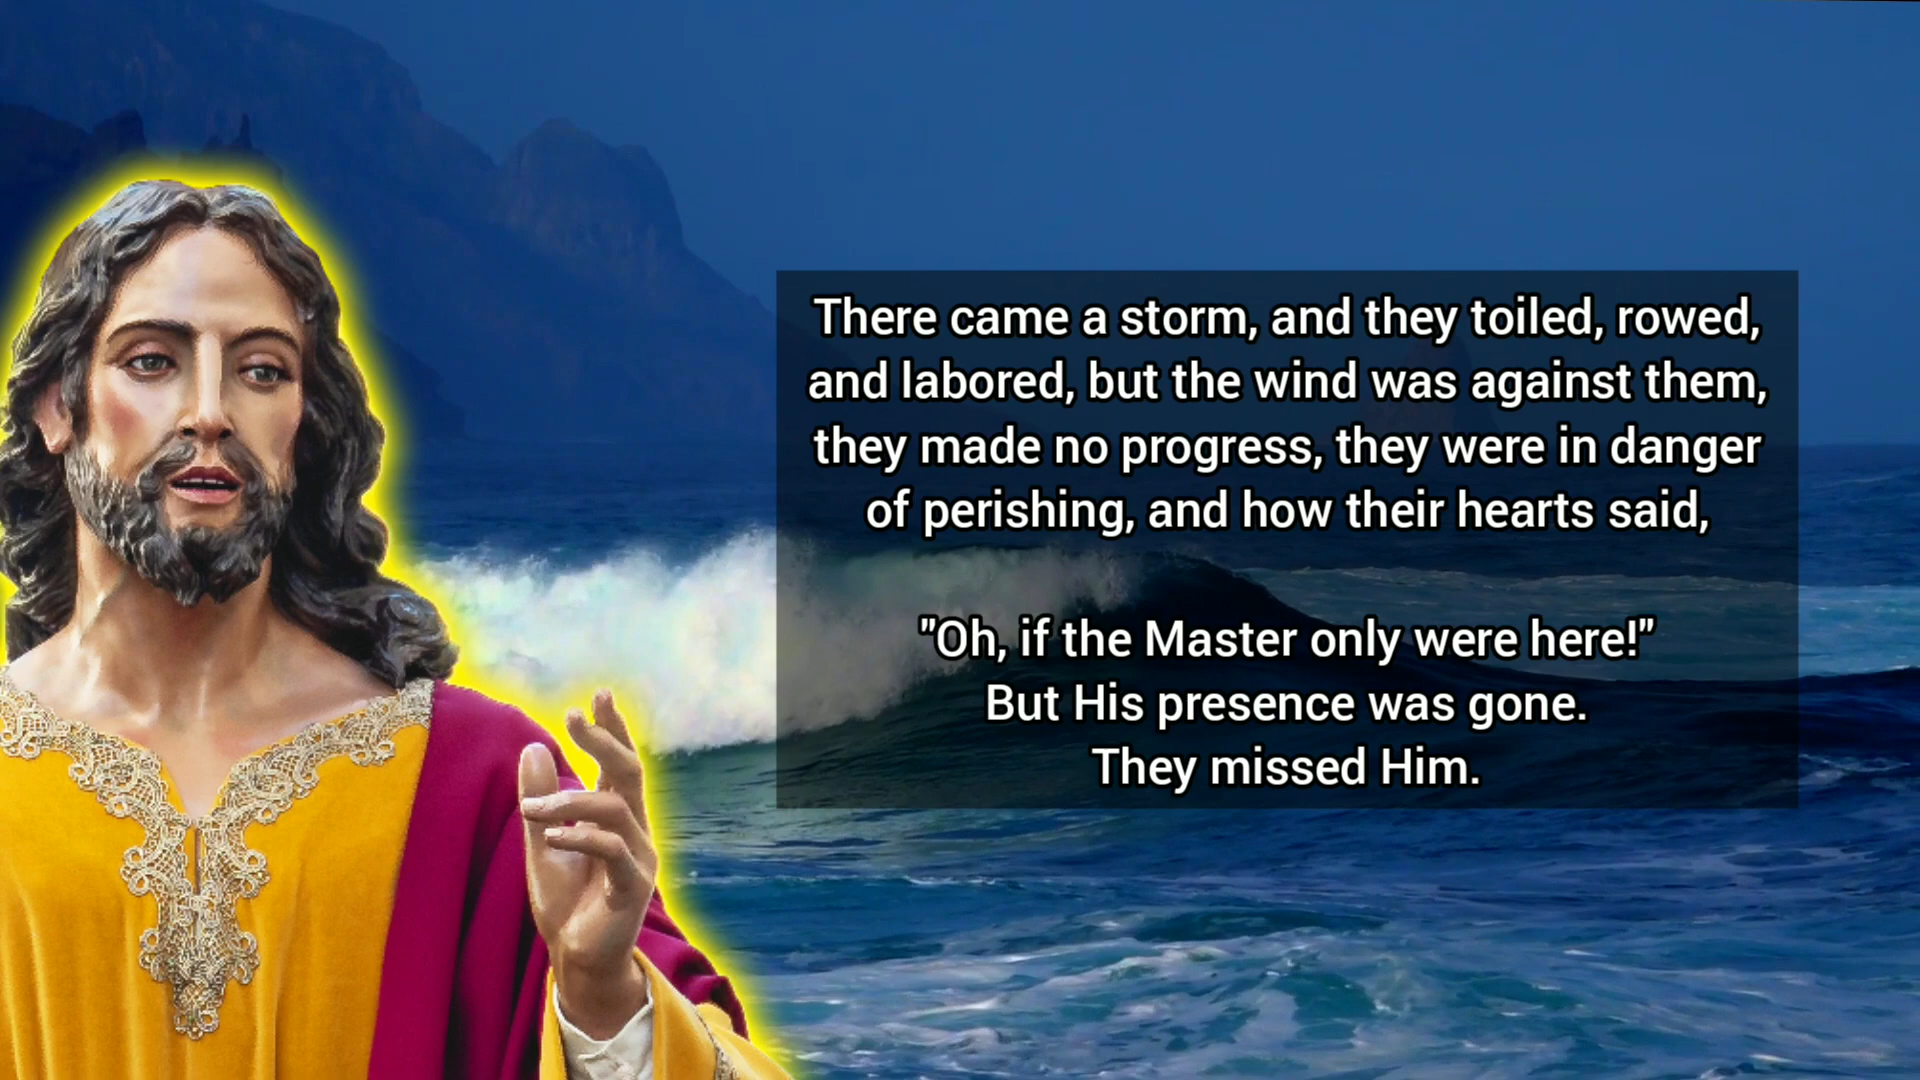 There came a storm, and they toiled, rowed,
and labored, but the wind was against them,
they made no progress, they were in danger
of perishing, and how their hearts said,
"Oh, if the Master only were here!"
But His presence was gone.
They missed Him.